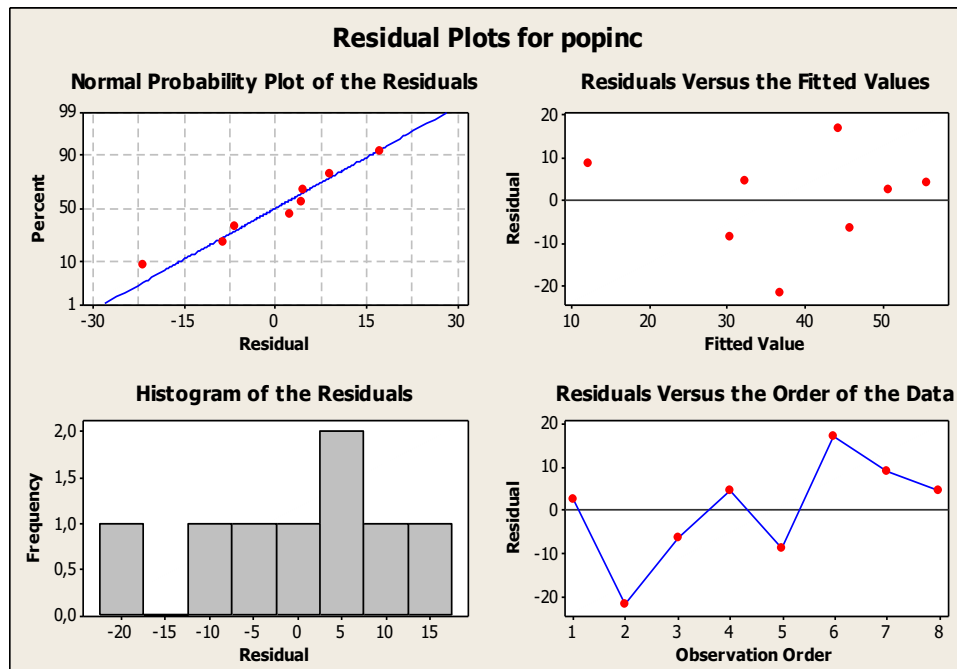 Residual Plots for popinc
Normal Probability Plot of the Residuals
99
90
50
10
1
Percent
-30 -15 0 15 30
Residual
Residuals Versus the Fitted Values
20
10
0
-10
-20
Residual
10 20 30 40 50
Fitted Value
Histogram of the Residuals
2,0
1,5
1,0
0,5
0,0
Frequency
-20 -15 -10 -5 0 5 10 15
Residual
Residuals Versus the Order of the Data
20
10
0
-10
-20
Residual
1 2 3 4 5 6 7 8
Observation Order